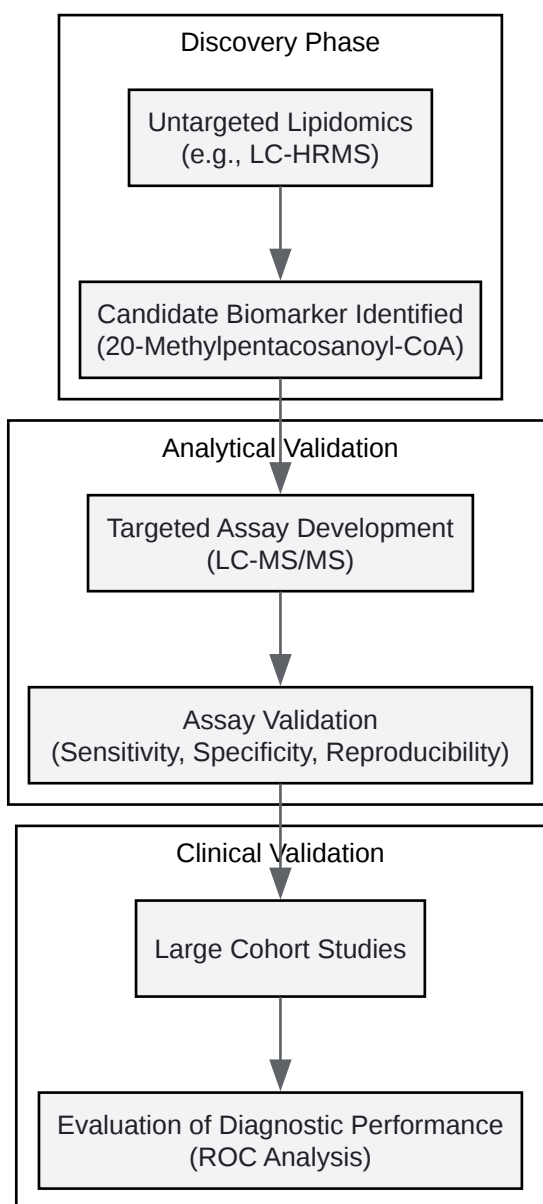 Discovery Phase
Untargeted Lipidomics
(e.g., LC-HRMS)
Candidate Biomarker Identified
(20-Methylpentacosanoyl-CoA)
Analytical Validation
Targeted Assay Development
(LC-MS/MS)
Assay Validation
(Sensitivity, Specificity, Reproducibility)
Clinical Validation
Large Cohort Studies
Evaluation of Diagnostic Performance
(ROC Analysis)